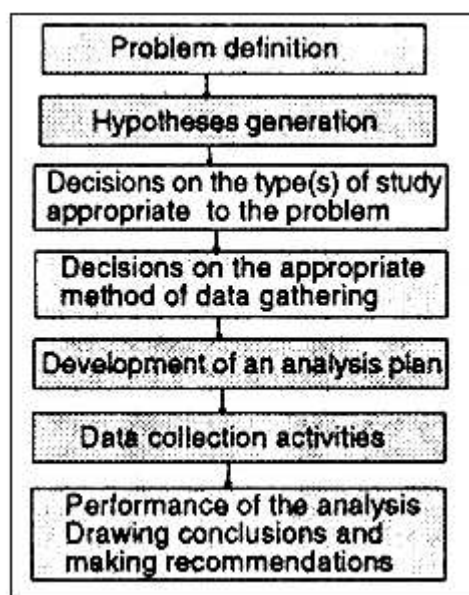 Problem definition
Hypotheses generation
Decisions on the type(s) of study
appropriate to the problem
Decisions on the appropriate
method of data gathering
Development of an analysis plan
Data collection activities
Performance of the analysis
Drawing conclusions and
making recommendations